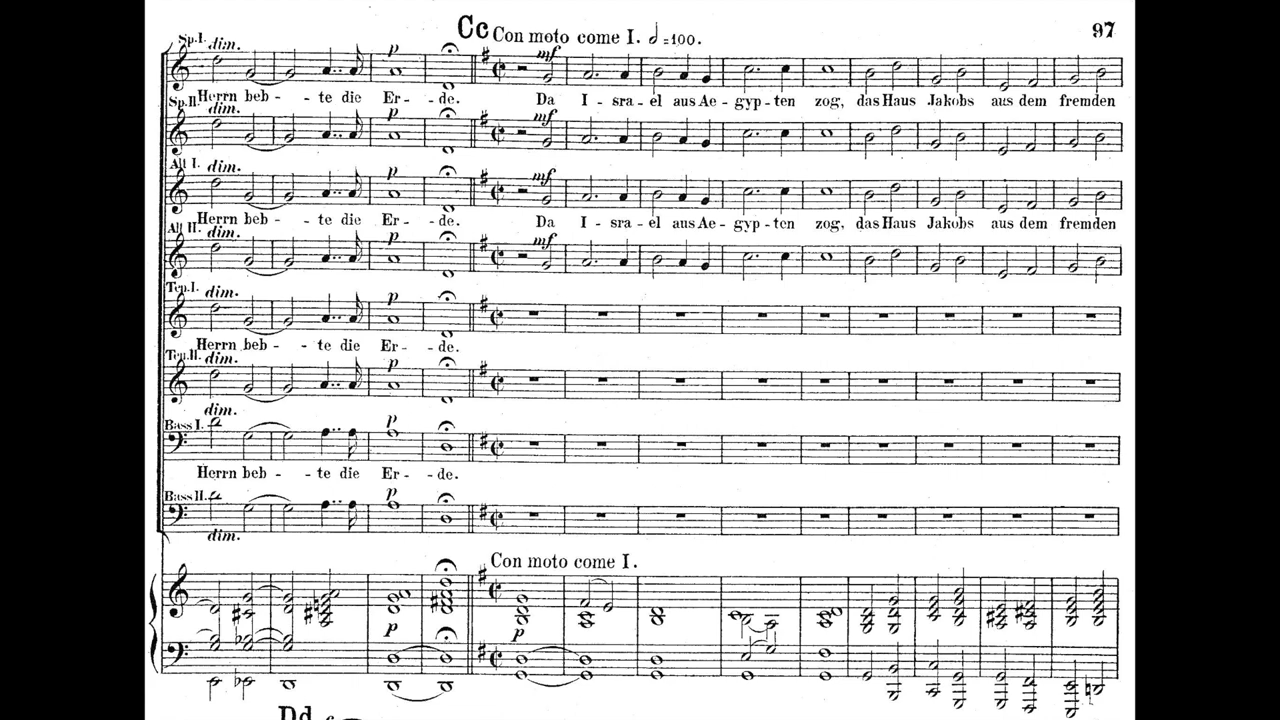 Cc Con moto come I. 𝅗𝅥=100. 97
Sp.I. dim. p mf
Herrn beb - - te die Er - - de. Da I - sra - el aus Ae - gyp - ten zog, das Haus Jakobs aus dem fremden
Sp.II. dim. p mf
Alt I. dim. p mf
Herrn beb - - te die Er - - de. Da I - sra - el aus Ae - gyp - ten zog, das Haus Jakobs aus dem fremden
Alt II. dim. p mf
Ten.I. dim. p
Herrn beb - - te die Er - - de.
Ten.II. dim. p
Bass I. dim. p
Herrn beb - - te die Er - - de.
Bass II. dim. p
Con moto come I.
p p
Dd